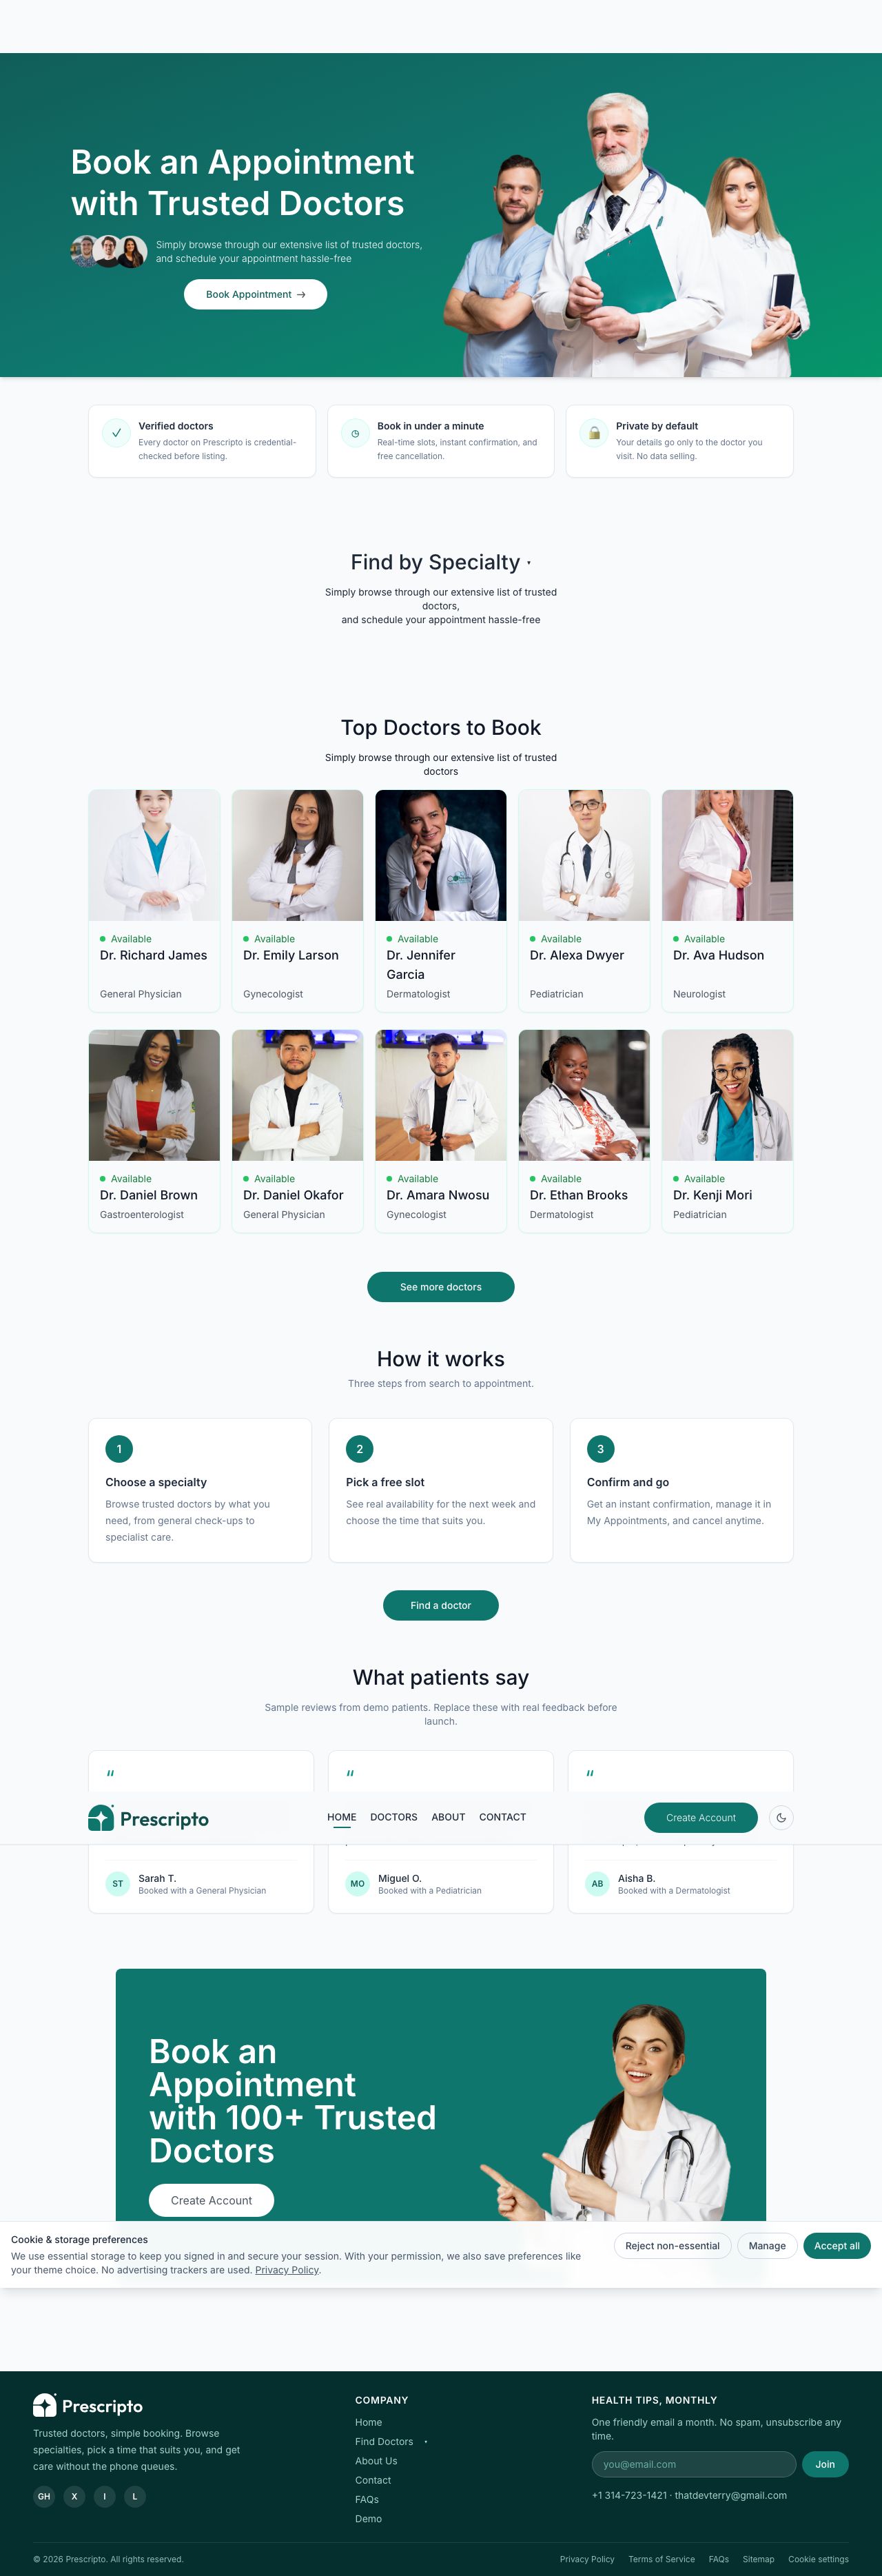 Book an Appointment
with Trusted Doctors
Simply browse through our extensive list of trusted doctors,
and schedule your appointment hassle-free
Book Appointment →
Verified doctors
Every doctor on Prescripto is credential-
checked before listing.
Book in under a minute
Real-time slots, instant confirmation, and
free cancellation.
Private by default
Your details go only to the doctor you
visit. No data selling.
Find by Specialty
Simply browse through our extensive list of trusted
doctors,
and schedule your appointment hassle-free
Top Doctors to Book
Simply browse through our extensive list of trusted
doctors
Available
Dr. Richard James
General Physician
Available
Dr. Emily Larson
Gynecologist
Available
Dr. Jennifer
Garcia
Dermatologist
Available
Dr. Alexa Dwyer
Pediatrician
Available
Dr. Ava Hudson
Neurologist
Available
Dr. Daniel Brown
Gastroenterologist
Available
Dr. Daniel Okafor
General Physician
Available
Dr. Amara Nwosu
Gynecologist
Available
Dr. Ethan Brooks
Dermatologist
Available
Dr. Kenji Mori
Pediatrician
See more doctors
How it works
Three steps from search to appointment.
1
Choose a specialty
Browse trusted doctors by what you
need, from general check-ups to
specialist care.
2
Pick a free slot
See real availability for the next week and
choose the time that suits you.
3
Confirm and go
Get an instant confirmation, manage it in
My Appointments, and cancel anytime.
Find a doctor
What patients say
Sample reviews from demo patients. Replace these with real feedback before
launch.
“
“
“
Prescripto
HOME
DOCTORS
ABOUT
CONTACT
Create Account
ST
Sarah T.
Booked with a General Physician
MO
Miguel O.
Booked with a Pediatrician
AB
Aisha B.
Booked with a Dermatologist
Book an
Appointment
with 100+ Trusted
Doctors
Create Account
Cookie & storage preferences
We use essential storage to keep you signed in and secure your session. With your permission, we also save preferences like
your theme choice. No advertising trackers are used. Privacy Policy.
Reject non-essential
Manage
Accept all
Prescripto
Trusted doctors, simple booking. Browse
specialties, pick a time that suits you, and get
care without the phone queues.
GH
X
I
L
COMPANY
Home
Find Doctors
About Us
Contact
FAQs
Demo
HEALTH TIPS, MONTHLY
One friendly email a month. No spam, unsubscribe any
time.
you@email.com
Join
+1 314-723-1421 · thatdevterry@gmail.com
© 2026 Prescripto. All rights reserved.
Privacy Policy
Terms of Service
FAQs
Sitemap
Cookie settings